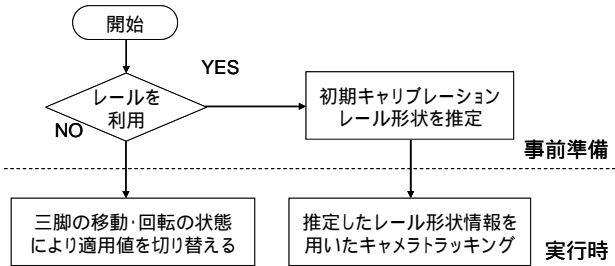 開始
YES
レールを
利用
NO
初期キャリブレーション
レール形状を推定
事前準備
三脚の移動・回転の状態
により適用値を切り替える
推定したレール形状情報を
用いたキャメラトラッキング
実行時